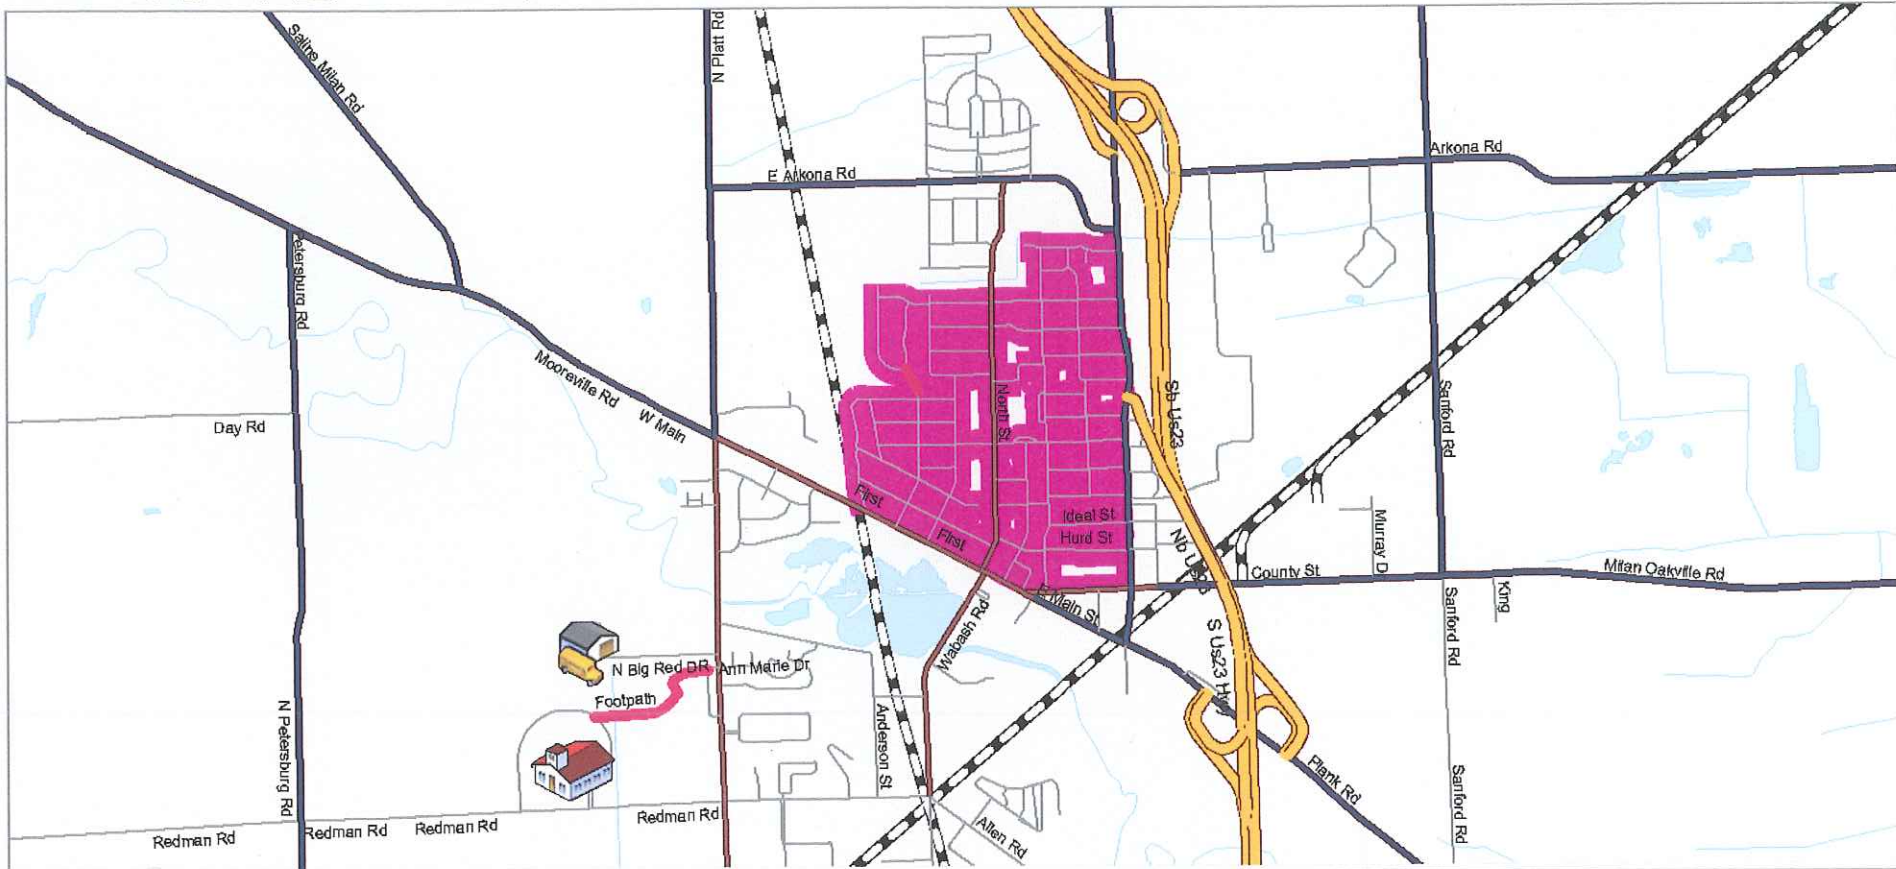 Saline Milan Rd
N Platt Rd
E Arkona Rd
Arkona Rd
Petersburg Rd
Mooreville Rd
W Main
Day Rd
North St
Sb Us23
Sanford Rd
First
First
Ideal St
Hurd St
Nb Us23
Murray D
County St
Milan Oakville Rd
King
E Main St
Wabash Rd
Sanford Rd
S Us23 Hwy
N Big Red DR
Ann Marie Dr
Footpath
N Petersburg Rd
Anderson St
Plank Rd
Sanford Rd
Redman Rd
Redman Rd
Redman Rd
Redman Rd
Allen Rd